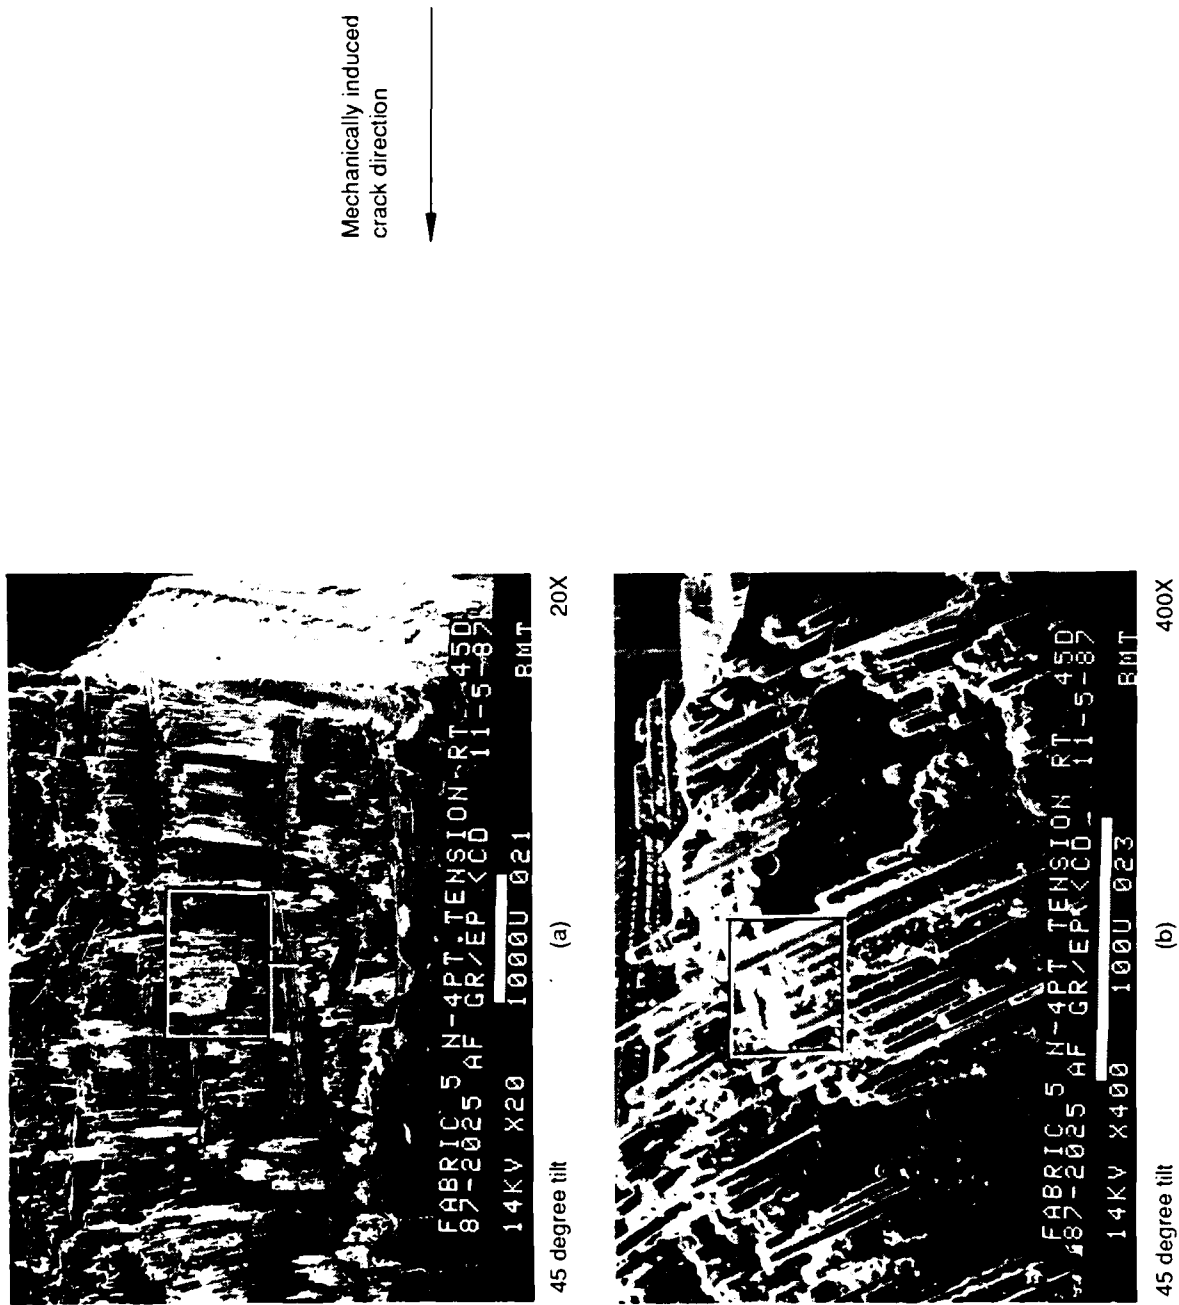 Mechanically induced
crack direction
FABRIC 5 N-4PT TENSION RT -45D
87-2025 AF GR/EP<CD 11-5-87
14KV X20 1000U 021 BMT
45 degree tilt (a) 20X
FABRIC 5 N-4PT TENSION RT -45D
87-2025 AF GR/EP<CD 11-5-87
14KV X400 100U 023 BMT
45 degree tilt (b) 400X